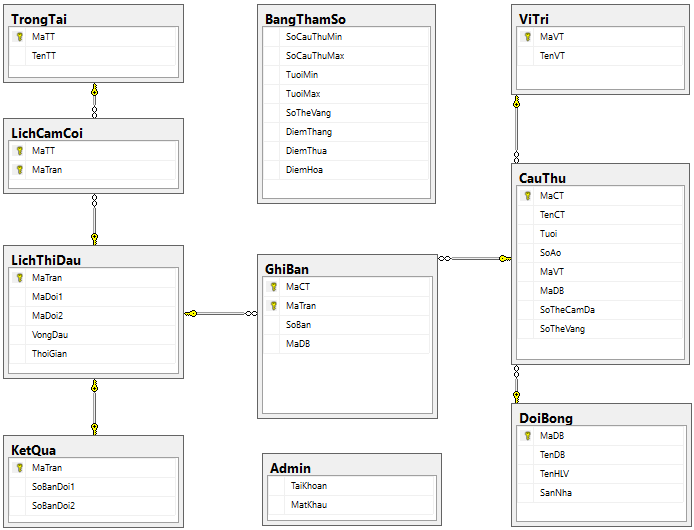 TrongTai
MaTT
TenTT
LichCamCoi
MaTT
MaTran
LichThiDau
MaTran
MaDoi1
MaDoi2
VongDau
ThoiGian
KetQua
MaTran
SoBanDoi1
SoBanDoi2
BangThamSo
SoCauThuMin
SoCauThuMax
TuoiMin
TuoiMax
SoTheVang
DiemThang
DiemThua
DiemHoa
GhiBan
MaCT
MaTran
SoBan
MaDB
Admin
TaiKhoan
MatKhau
ViTri
MaVT
TenVT
CauThu
MaCT
TenCT
Tuoi
SoAo
MaVT
MaDB
SoTheCamDa
SoTheVang
DoiBong
MaDB
TenDB
TenHLV
SanNha